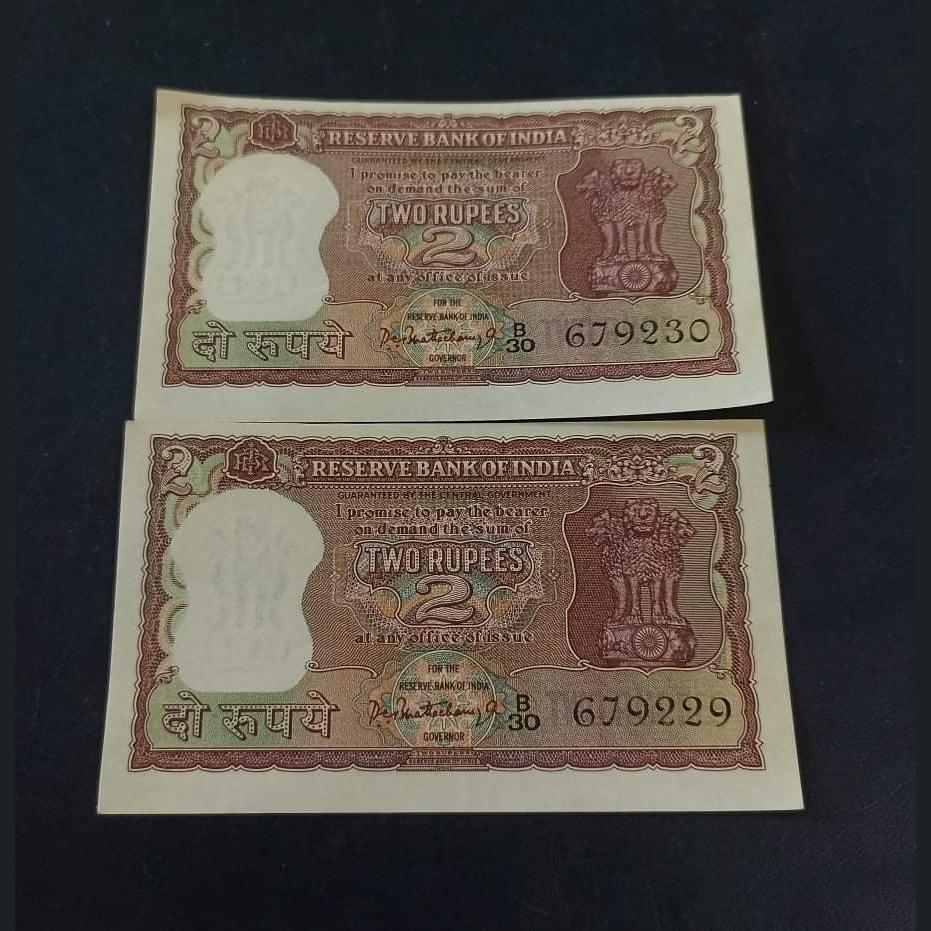 2 RESERVE BANK OF INDIA 2
GUARANTEED BY THE CENTRAL GOVERNMENT
I promise to pay the bearer
on demand the sum of
TWO RUPEES
2
at any office of issue
FOR THE
RESERVE BANK OF INDIA
GOVERNOR
दो रुपये
B
30 679230
2 RESERVE BANK OF INDIA 2
GUARANTEED BY THE CENTRAL GOVERNMENT
I promise to pay the bearer
on demand the sum of
TWO RUPEES
2
at any office of issue
FOR THE
RESERVE BANK OF INDIA
GOVERNOR
दो रुपये
B
30 679229
TWO RUPEES